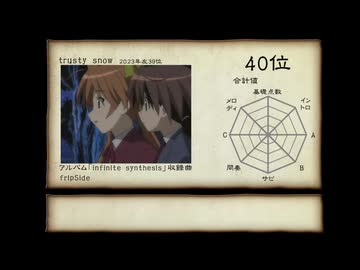 trusty snow 2023年友39位
40位
合計値
基礎点数
メロディ
イントロ
C
A
間奏
B
サビ
アルバム「infinite synthesis」収録曲
fripSide